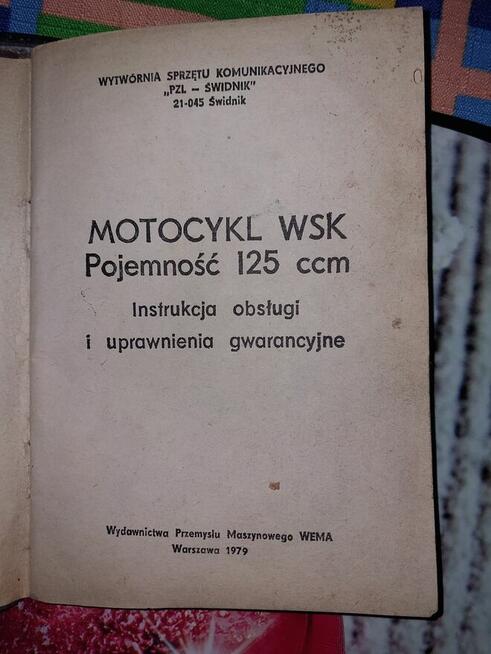 WYTWÓRNIA SPRZĘTU KOMUNIKACYJNEGO
„PZL — ŚWIDNIK"
21-045 Świdnik
MOTOCYKL WSK
Pojemność 125 ccm
Instrukcja obsługi
i uprawnienia gwarancyjne
Wydawnictwa Przemysłu Maszynowego WEMA
Warszawa 1979